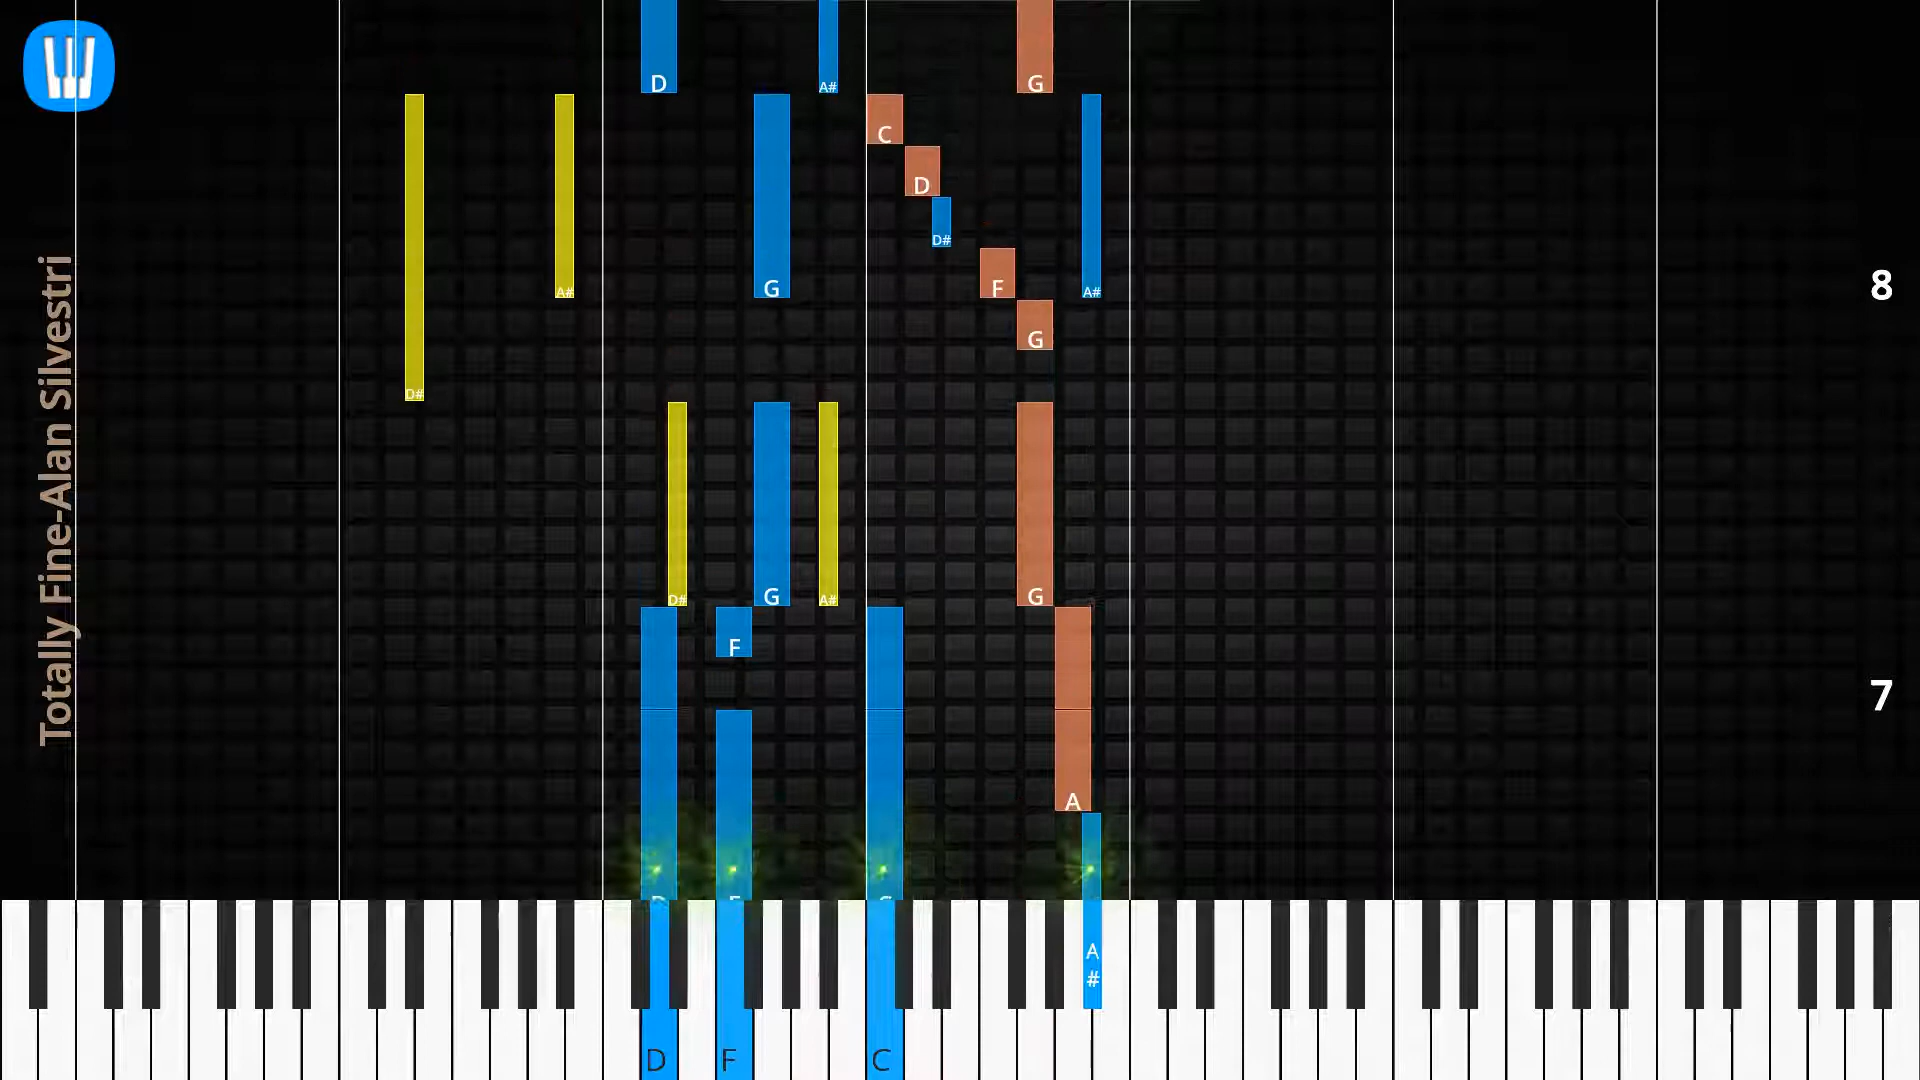 Totally Fine-Alan Silvestri
D A# G
C
D
D#
A# G F A# 8
G
D#
D# G A# G
F
7
A
A
#
D F C